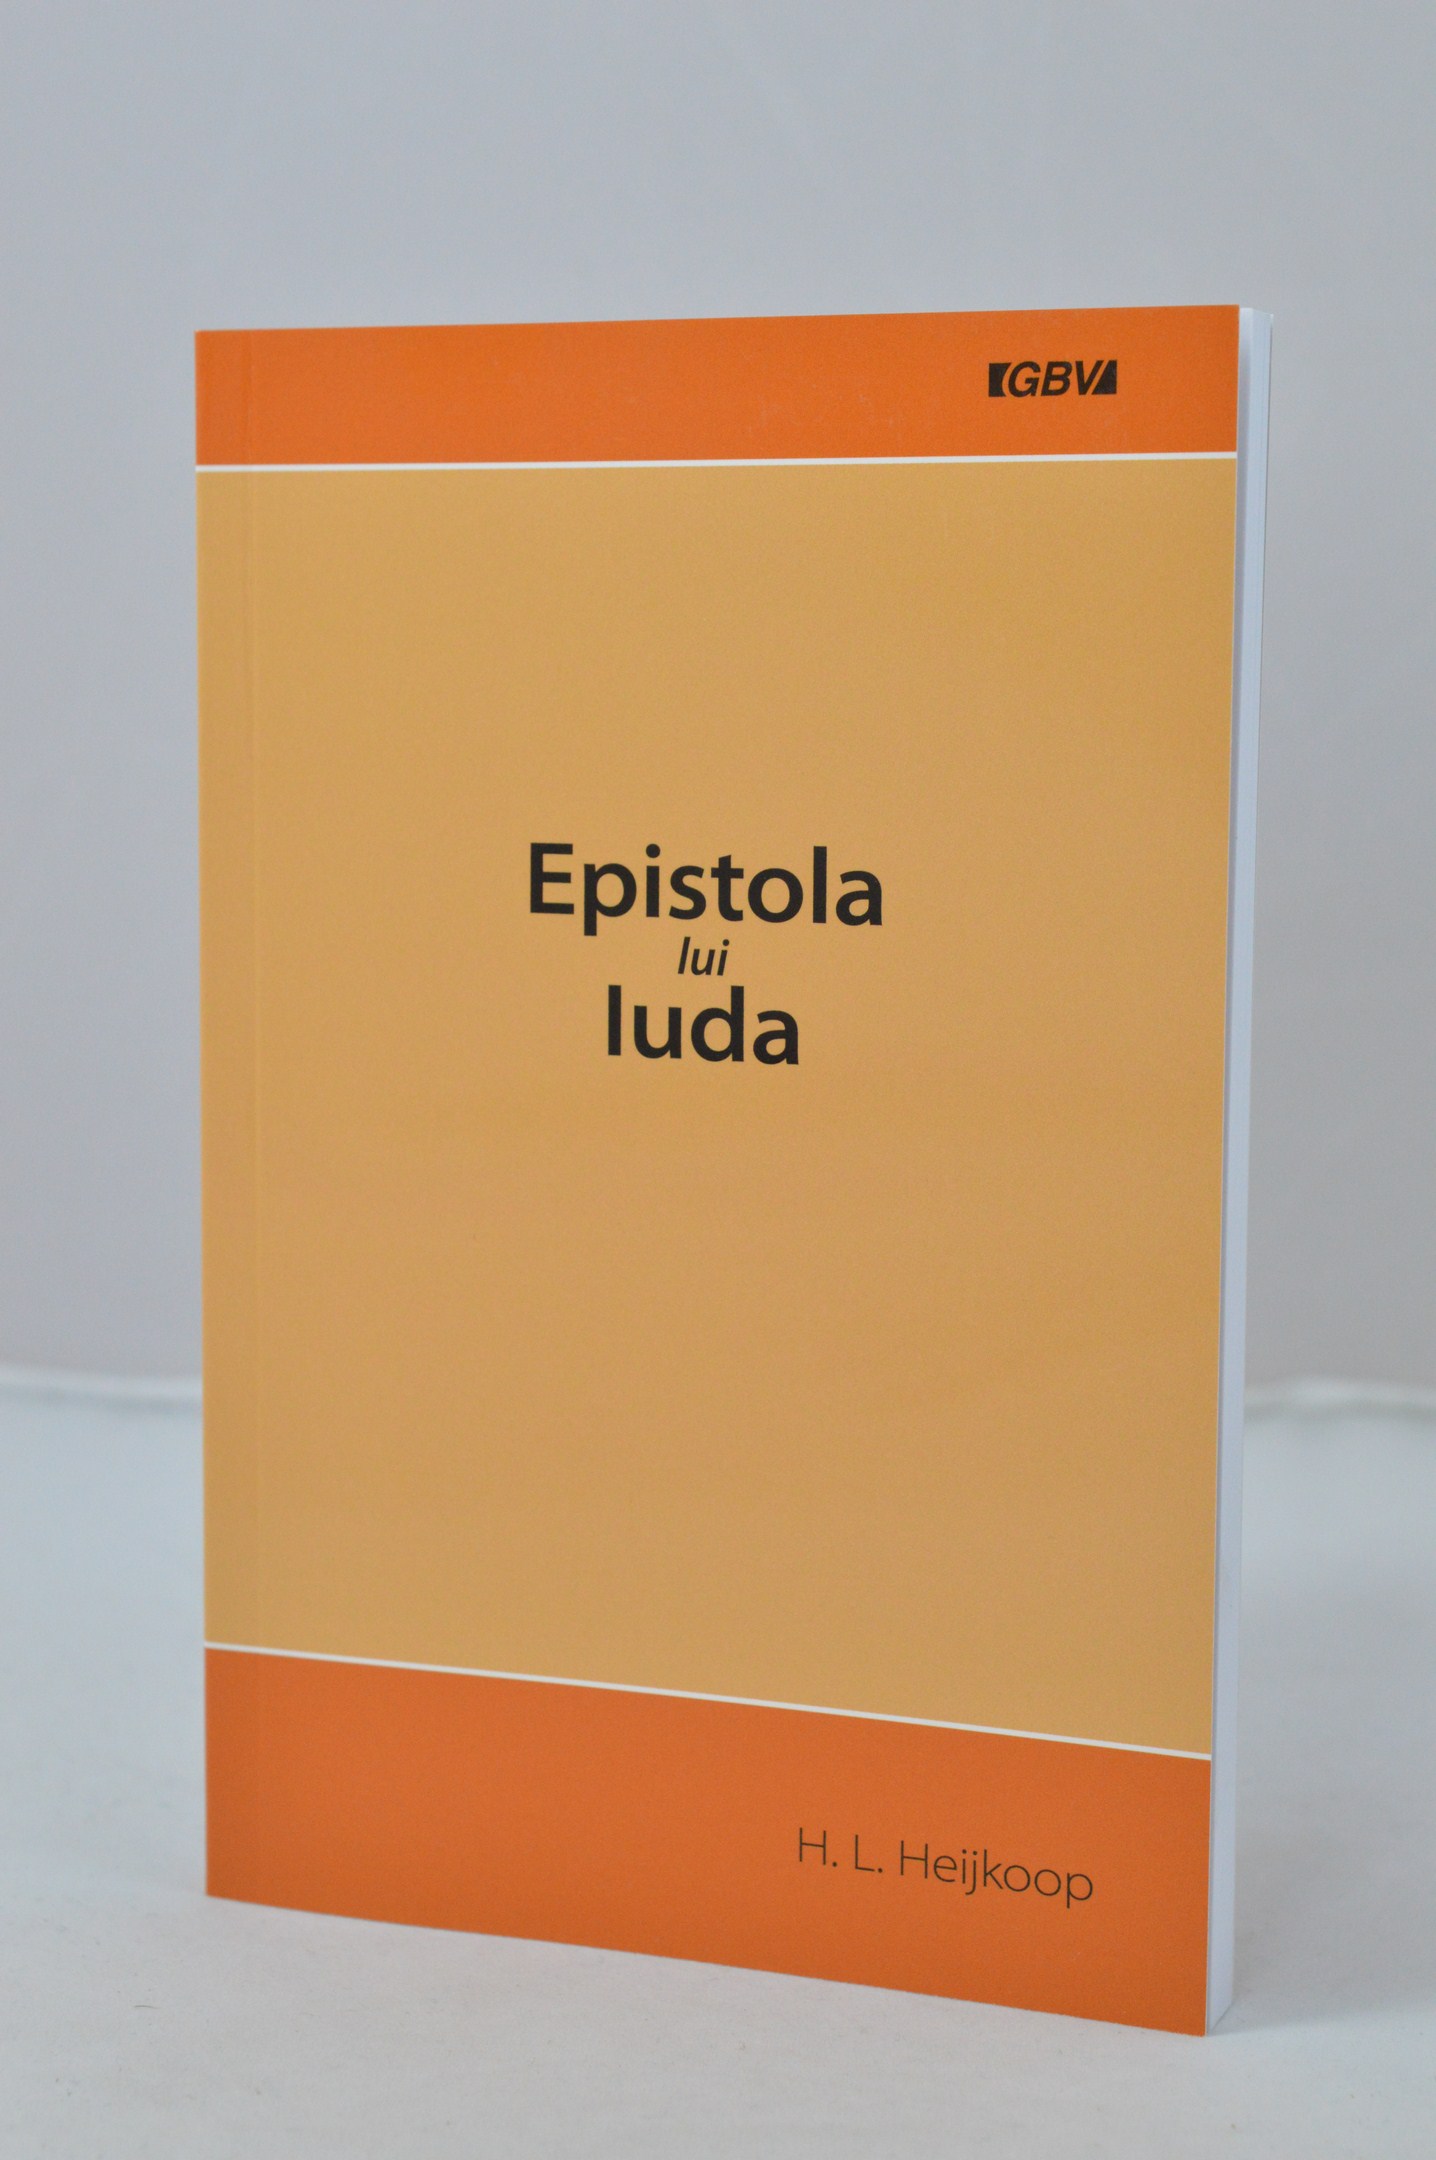 GBV
Epistola
lui
Iuda
H. L. Heijkoop